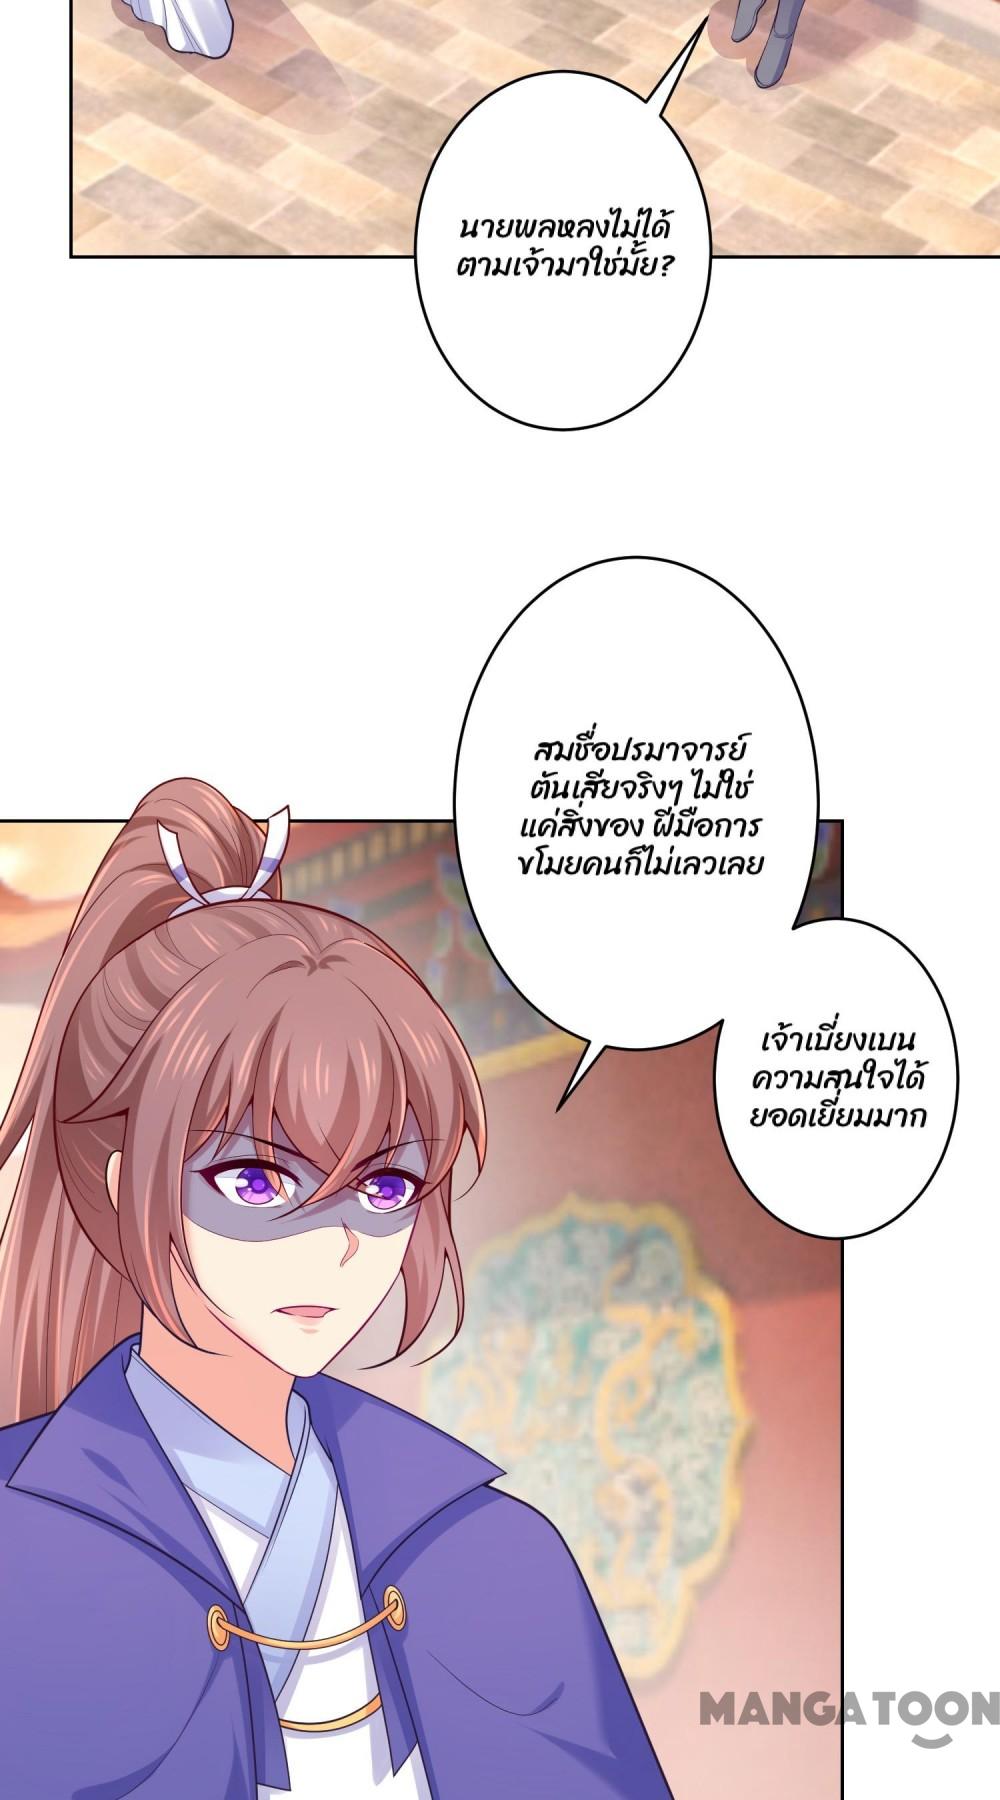 นายพลหลงไม่ได้
ตามเจ้ามาใช่มั้ย?
สมชื่อปรมาจารย์
ตันเสียจริงๆ ไม่ใช่
แค่สิ่งของ ฝีมือการ
ขโมยคนก็ไม่เลวเลย
เจ้าเบี่ยงเบน
ความสนใจได้
ยอดเยี่ยมมาก
MANGATOON